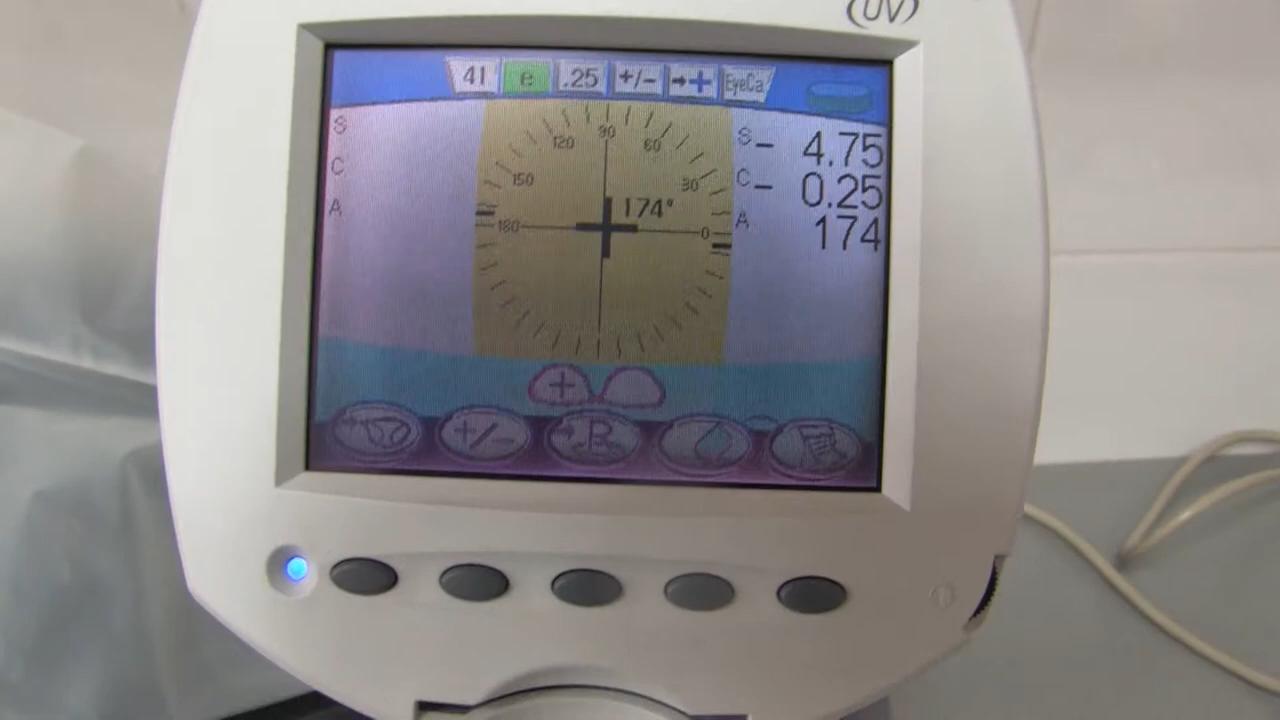 (UV)
41 e .25 +/- →+ EyeCa
S
C
A
90
120 60
150 30
174°
180 0
S - 4.75
C - 0.25
A 174
+
+/-